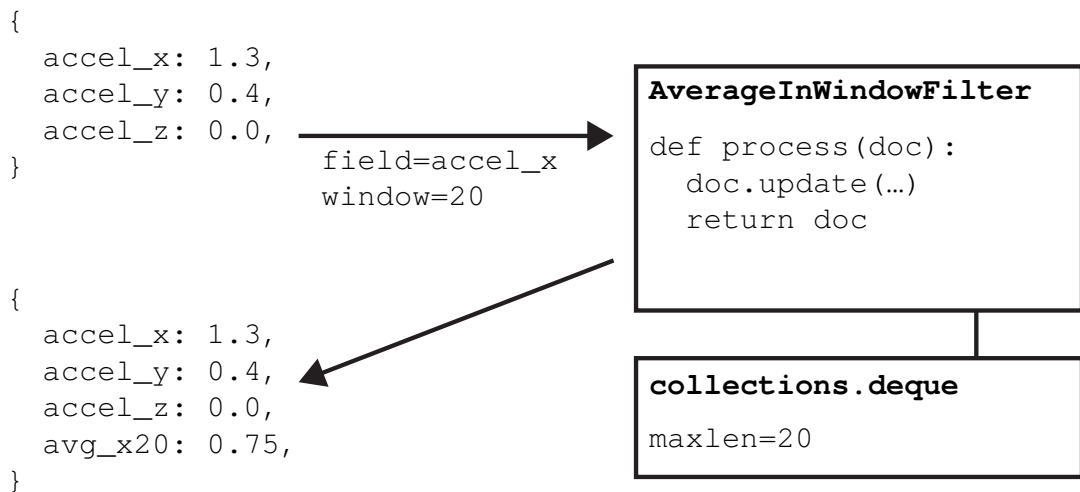 {
accel_x: 1.3,
accel_y: 0.4,
accel_z: 0.0,
}
field=accel_x
window=20
AverageInWindowFilter
def process(doc):
doc.update(…)
return doc
{
accel_x: 1.3,
accel_y: 0.4,
accel_z: 0.0,
avg_x20: 0.75,
}
collections.deque
maxlen=20